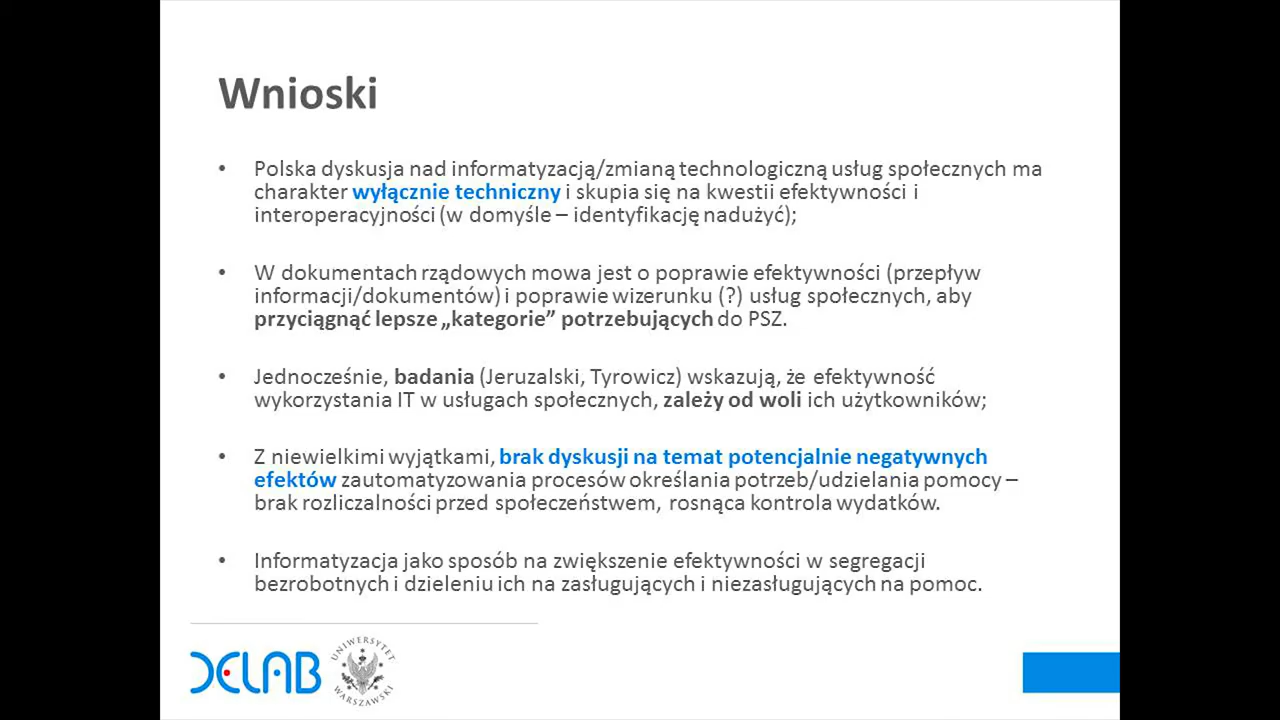 Wnioski
• Polska dyskusja nad informatyzacją/zmianą technologiczną usług społecznych ma
charakter wyłącznie techniczny i skupia się na kwestii efektywności i
interoperacyjności (w domyśle – identyfikację nadużyć);
• W dokumentach rządowych mowa jest o poprawie efektywności (przepływ
informacji/dokumentów) i poprawie wizerunku (?) usług społecznych, aby
przyciągnąć lepsze „kategorie” potrzebujących do PSZ.
• Jednocześnie, badania (Jeruzalski, Tyrowicz) wskazują, że efektywność
wykorzystania IT w usługach społecznych, zależy od woli ich użytkowników;
• Z niewielkimi wyjątkami, brak dyskusji na temat potencjalnie negatywnych
efektów zautomatyzowania procesów określania potrzeb/udzielania pomocy –
brak rozliczalności przed społeczeństwem, rosnąca kontrola wydatków.
• Informatyzacja jako sposób na zwiększenie efektywności w segregacji
bezrobotnych i dzieleniu ich na zasługujących i niezasługujących na pomoc.
DELAB
UNIWERSYTET
WARSZAWSKI